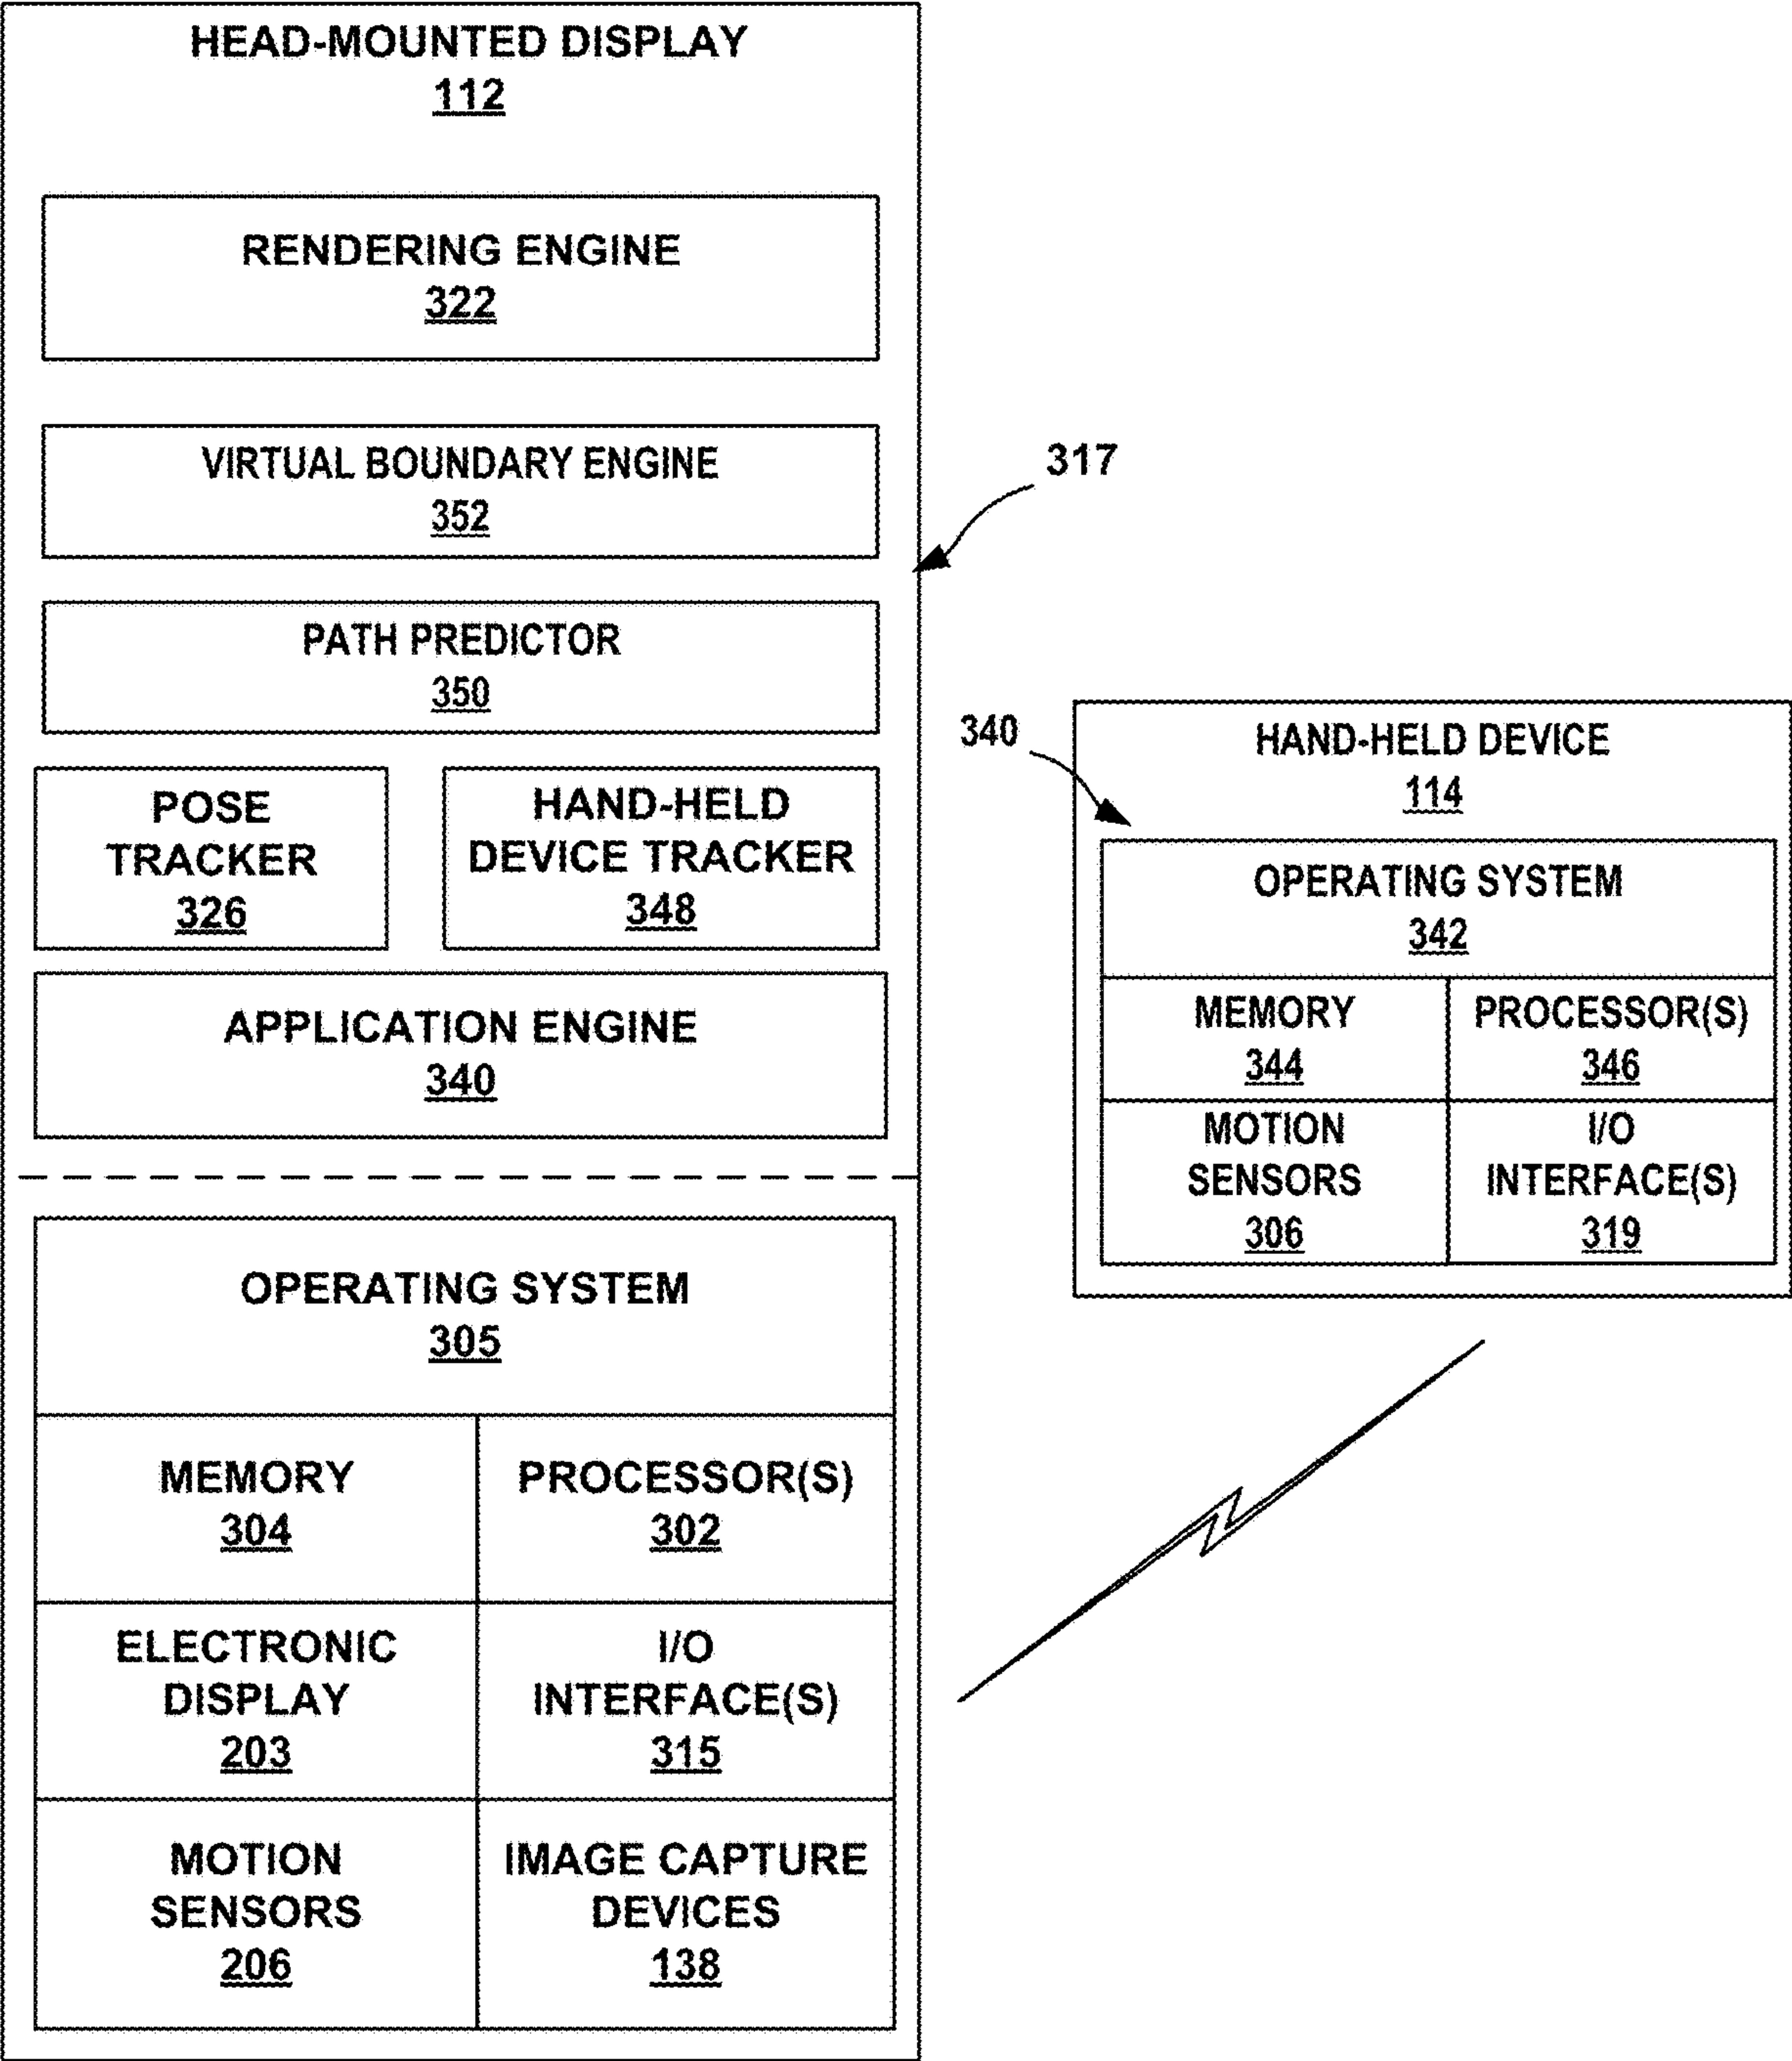 HEAD-MOUNTED DISPLAY
112
RENDERING ENGINE
322
VIRTUAL BOUNDARY ENGINE
352
317
PATH PREDICTOR
350
POSE
TRACKER
326
HAND-HELD
DEVICE TRACKER
348
APPLICATION ENGINE
340
OPERATING SYSTEM
305
MEMORY
304
PROCESSOR(S)
302
ELECTRONIC
DISPLAY
203
I/O
INTERFACE(S)
315
MOTION
SENSORS
206
IMAGE CAPTURE
DEVICES
138
340
HAND-HELD DEVICE
114
OPERATING SYSTEM
342
MEMORY
344
PROCESSOR(S)
346
MOTION
SENSORS
306
I/O
INTERFACE(S)
319